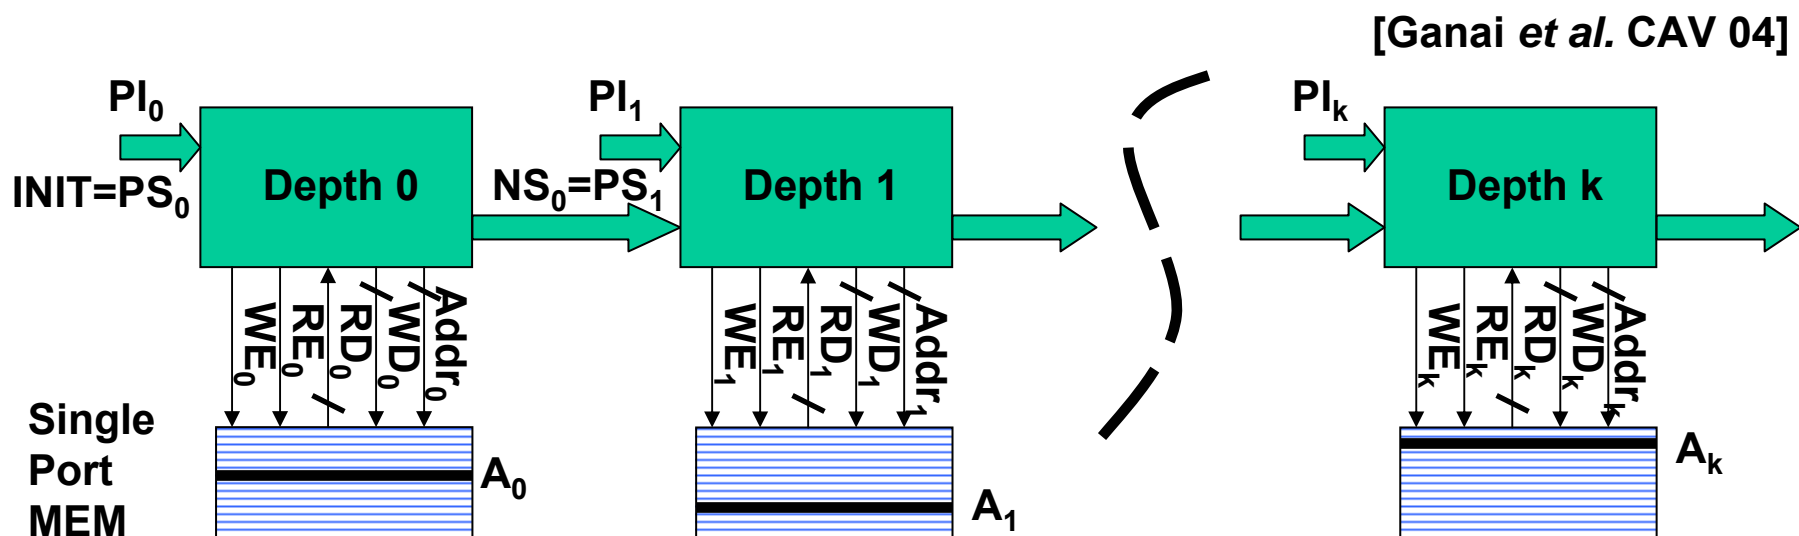 [Ganai et al. CAV 04]
PI₀
PI₁
PIₖ
INIT=PS₀
Depth 0
NS₀=PS₁
Depth 1
Depth k
WE₀
RE₀
RD₀
WD₀
Addr₀
WE₁
RE₁
RD₁
WD₁
Addr₁
WEₖ
REₖ
RDₖ
WDₖ
Addrₖ
Single
Port
MEM
A₀
A₁
Aₖ